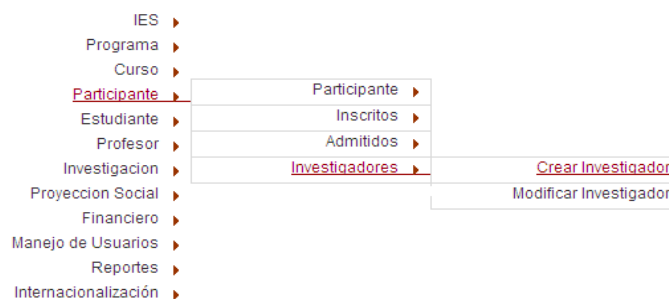 IES
Programa
Curso
Participante
Estudiante
Profesor
Investigacion
Proyeccion Social
Financiero
Manejo de Usuarios
Reportes
Internacionalización
Participante
Inscritos
Admitidos
Investigadores
Crear Investigador
Modificar Investigador